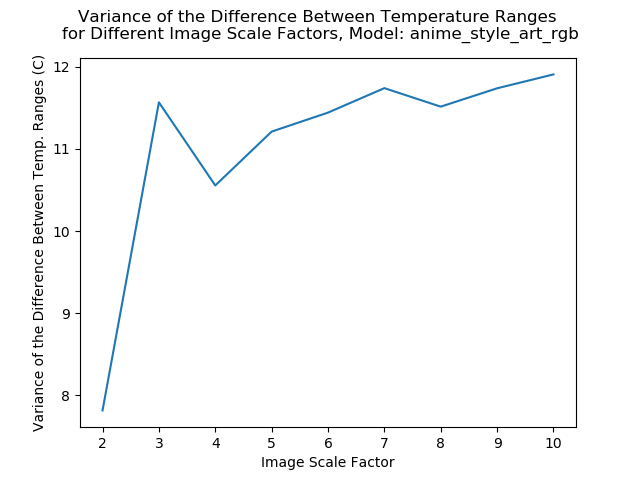 Variance of the Difference Between Temperature Ranges
for Different Image Scale Factors, Model: anime_style_art_rgb
Variance of the Difference Between Temp. Ranges (C)
12
11
10
9
8
2 3 4 5 6 7 8 9 10
Image Scale Factor